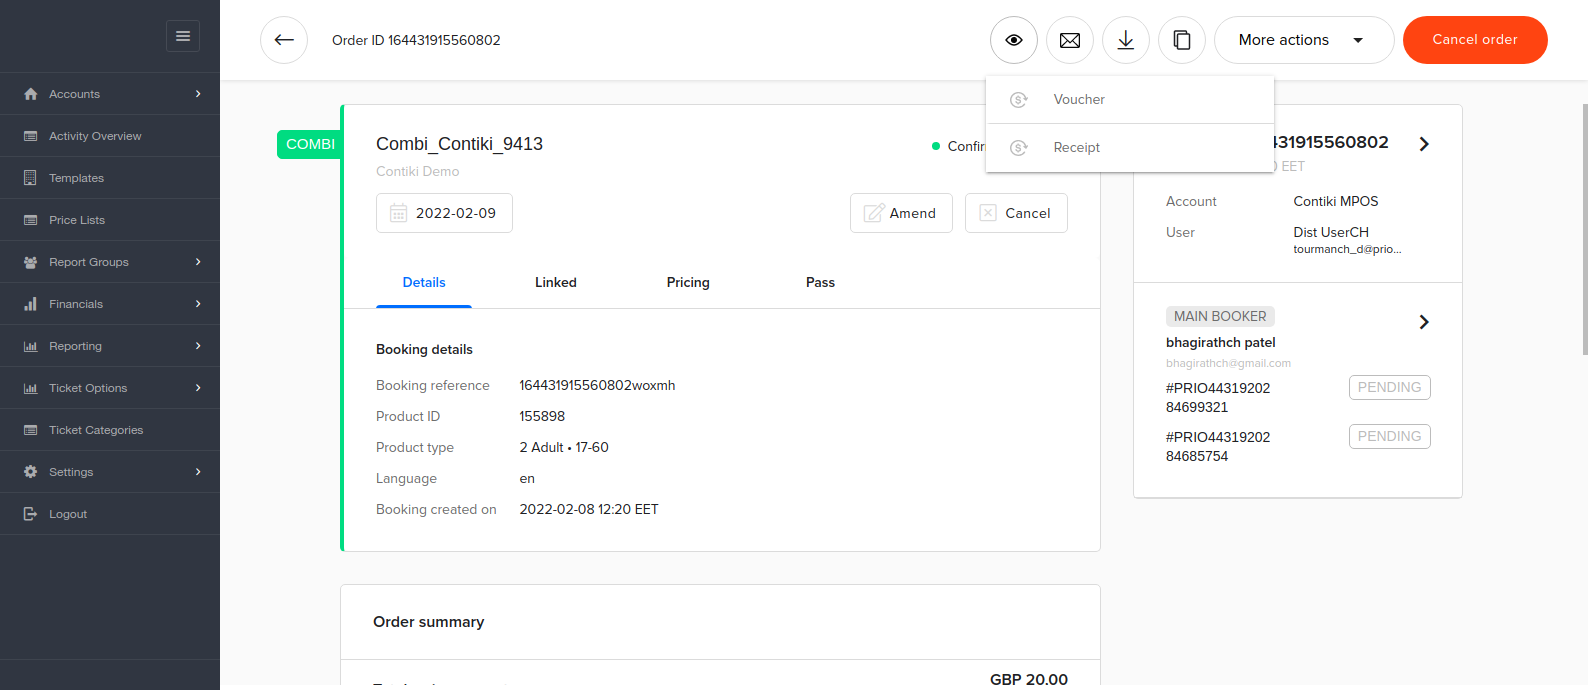 Order ID 164431915560802
More actions
Cancel order
Accounts
Activity Overview
Templates
Price Lists
Report Groups
Financials
Reporting
Ticket Options
Ticket Categories
Settings
Logout
Voucher
Receipt
COMBI
Combi_Contiki_9413
Contiki Demo
2022-02-09
Amend
Cancel
Details
Linked
Pricing
Pass
Booking details
Booking reference 164431915560802woxmh
Product ID 155898
Product type 2 Adult • 17-60
Language en
Booking created on 2022-02-08 12:20 EET
Order summary
GBP 20.00
31915560802
EET
Account Contiki MPOS
User Dist UserCH
tourmanch_d@prio...
MAIN BOOKER
bhagirathch patel
bhagirathch@gmail.com
#PRIO44319202
84699321
PENDING
#PRIO44319202
84685754
PENDING